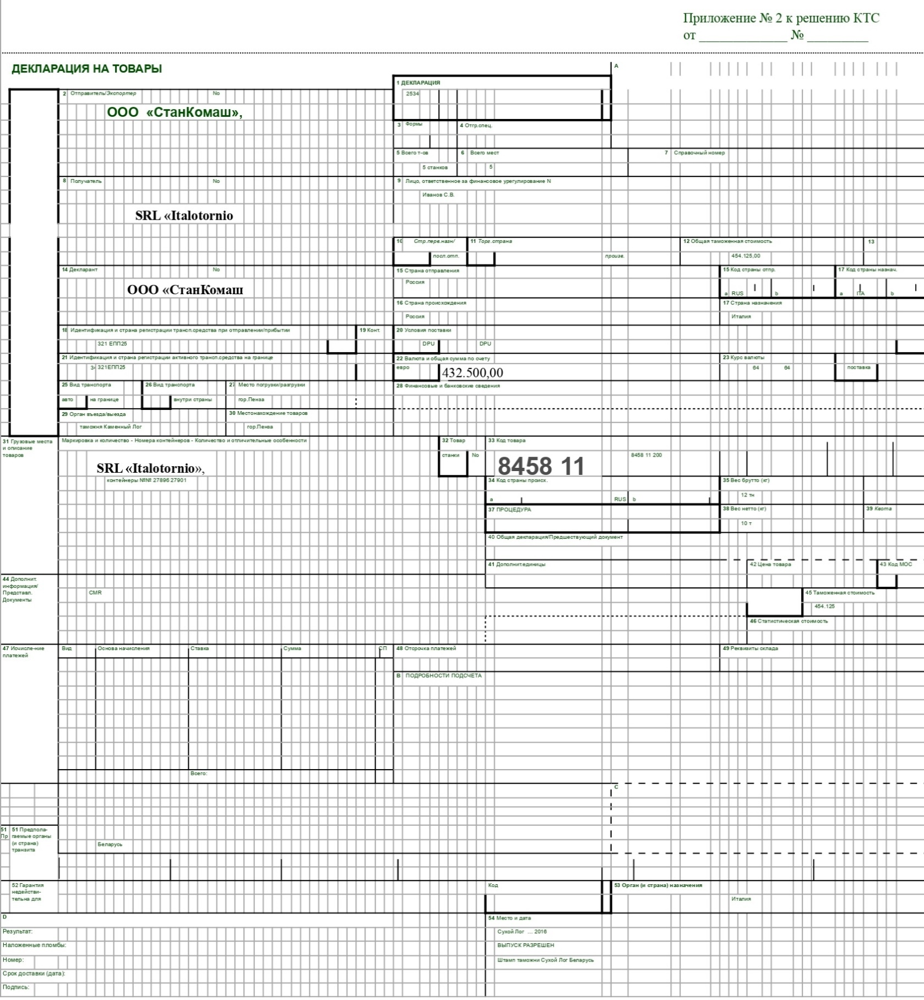 Приложение № 2 к решению КТС
от _____________ № _________
ДЕКЛАРАЦИЯ НА ТОВАРЫ
A
1 ДЕКЛАРАЦИЯ
2534
2 Отправитель/Экспортер No
ООО «СтанКомаш»,
3 Формы
4 Отгр.спец.
5 Всего т-ов
5 станков
6 Всего мест
5
7 Справочный номер
8 Получатель No
SRL «Italotornio
9 Лицо, ответственное за финансовое урегулирование N
Иванов С.В.
10 Стр.перв.назн/
посл.отп.
11 Торг.страна
произв.
12 Общая таможенная стоимость
454.125,00
13
14 Декларант No
ООО «СтанКомаш
15 Страна отправления
Россия
15 Код страны отпр.
a RUS b
17 Код страны назнач.
a ITA b
16 Страна происхождения
Россия
17 Страна назначения
Италия
18 Идентификация и страна регистрации трансп.средства при отправлении/прибытии
321 ЕПП25
19 Конт.
20 Условия поставки
DPU DPU
21 Идентификация и страна регистрации активного трансп.средства на границе
321ЕПП25
22 Валюта и общая сумма по счету
евро 432.500,00
23 Курс валюты
64 64
поставка
25 Вид транспорта
авто на границе
26 Вид транспорта
внутри страны
27 Место погрузки/разгрузки
гор.Пенза
28 Финансовые и банковские сведения
29 Орган въезда/выезда
таможня Каменный Лог
30 Местонахождение товаров
гор.Пенза
31 Грузовые места
и описание
товаров
Маркировка и количество - Номера контейнеров - Количество и отличительные особенности
SRL «Italotornio»,
контейнеры №№ 27896 27901
32 Товар
станки No
33 Код товара
8458 11 8458 11 200
34 Код страны происх.
a RUS b
35 Вес брутто (кг)
12 тн
37 ПРОЦЕДУРА
38 Вес нетто (кг)
10 т
39 Квота
40 Общая декларация/Предшествующий документ
41 Дополнит.единицы
42 Цена товара
43 Код МОС
44 Дополнит.
информация/
Представл.
Документы
CMR
45 Таможенная стоимость
454.125
46 Статистическая стоимость
47 Исчисле-ние
платежей
Вид Основа начисления Ставка Сумма СП
Всего:
48 Отсрочка платежей
49 Реквизиты склада
B ПОДРОБНОСТИ ПОДСЧЕТА
C
51
Пр
51 Предпола-
гаемые органы
(и страна)
транзита
Беларусь
52 Гарантия
недействи-
тельна для
Код
53 Орган (и страна) назначения
Италия
D
Результат:
Наложенные пломбы:
Номер:
Срок доставки (дата):
Подпись:
54 Место и дата
Сухой Лог ... 2016
ВЫПУСК РАЗРЕШЕН
Штамп таможни Сухой Лог Беларусь